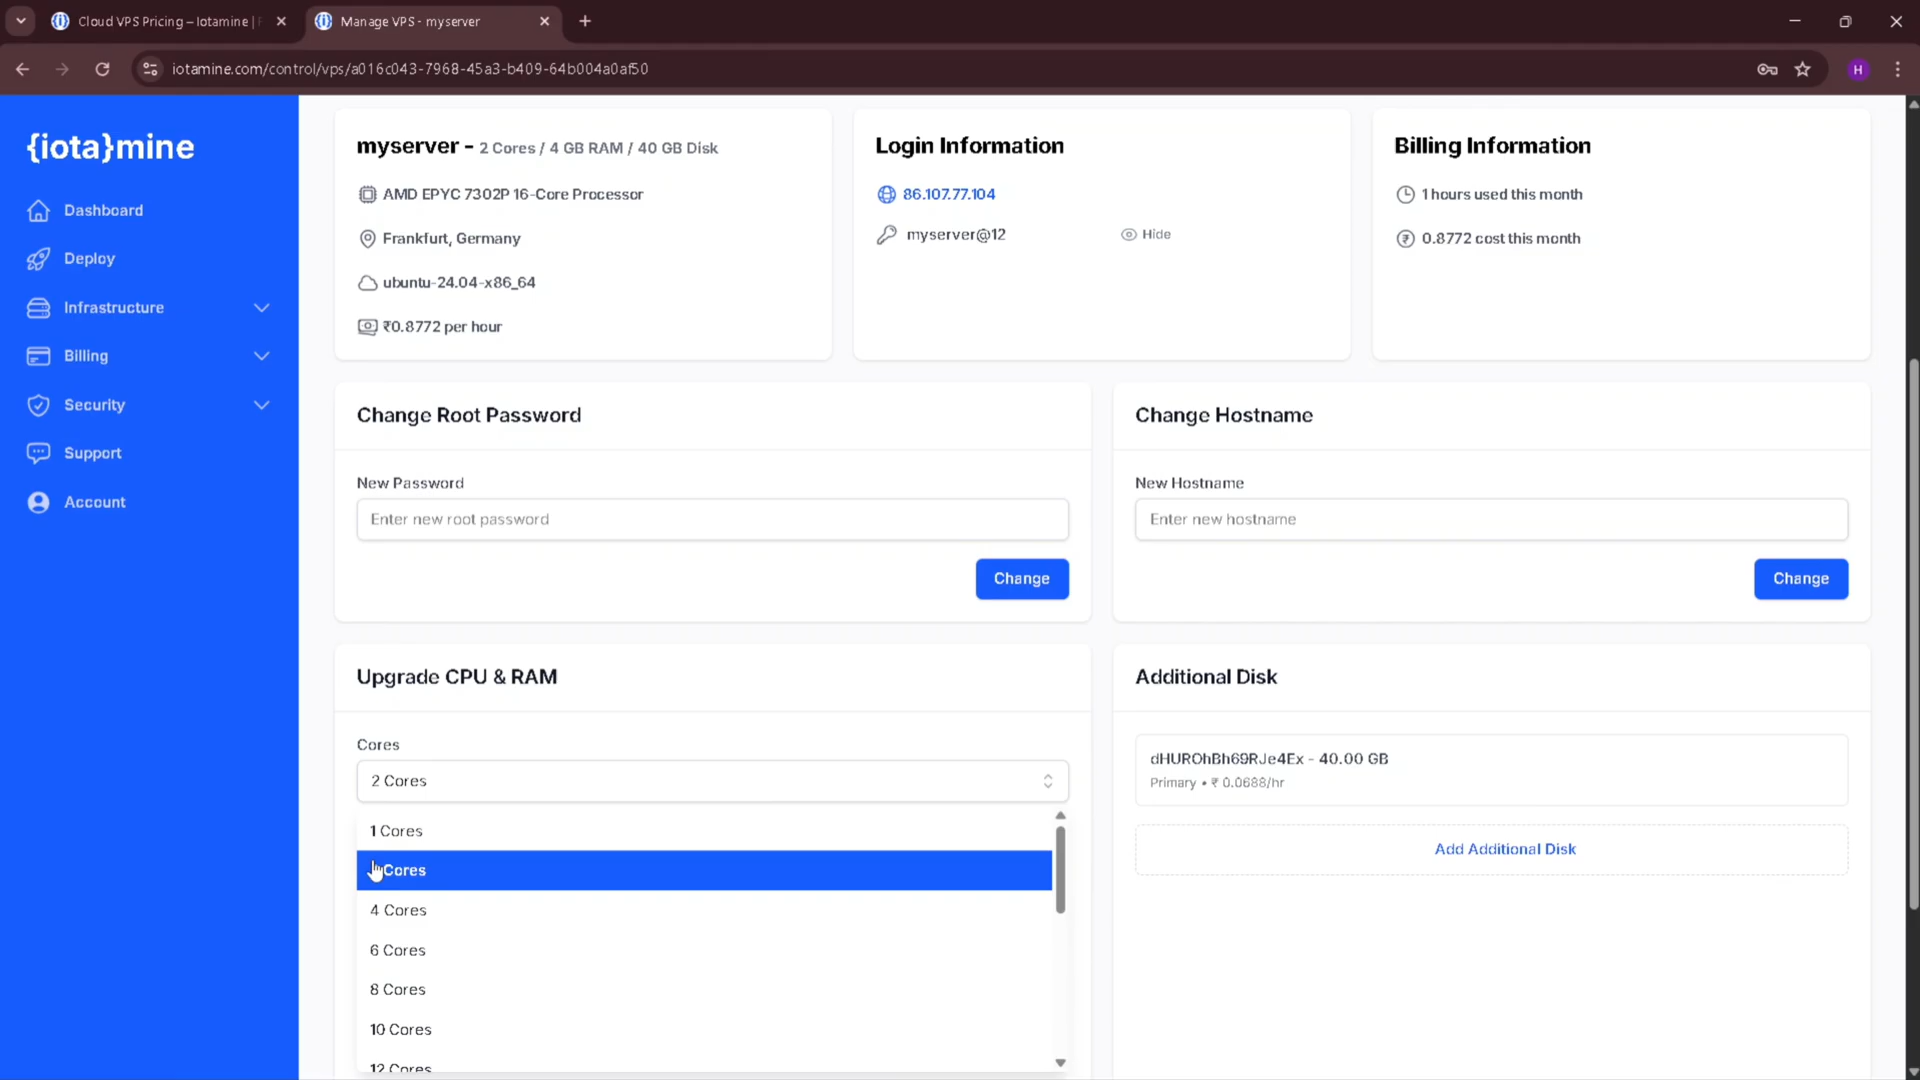 Cloud VPS Pricing – Iotamine |
Manage VPS - myserver
iotamine.com/control/vps/a016c043-7968-45a3-b409-64b004a0af50
H
{iota}mine
Dashboard
Deploy
Infrastructure
Billing
Security
Support
Account
myserver - 2 Cores / 4 GB RAM / 40 GB Disk
AMD EPYC 7302P 16-Core Processor
Frankfurt, Germany
ubuntu-24.04-x86_64
₹0.8772 per hour
Login Information
86.107.77.104
myserver@12
Hide
Billing Information
1 hours used this month
0.8772 cost this month
Change Root Password
New Password
Enter new root password
Change
Change Hostname
New Hostname
Enter new hostname
Change
Upgrade CPU & RAM
Cores
2 Cores
1 Cores
Cores
4 Cores
6 Cores
8 Cores
10 Cores
12 Cores
Additional Disk
dHUROhBh69RJe4Ex - 40.00 GB
Primary • ₹ 0.0688/hr
Add Additional Disk